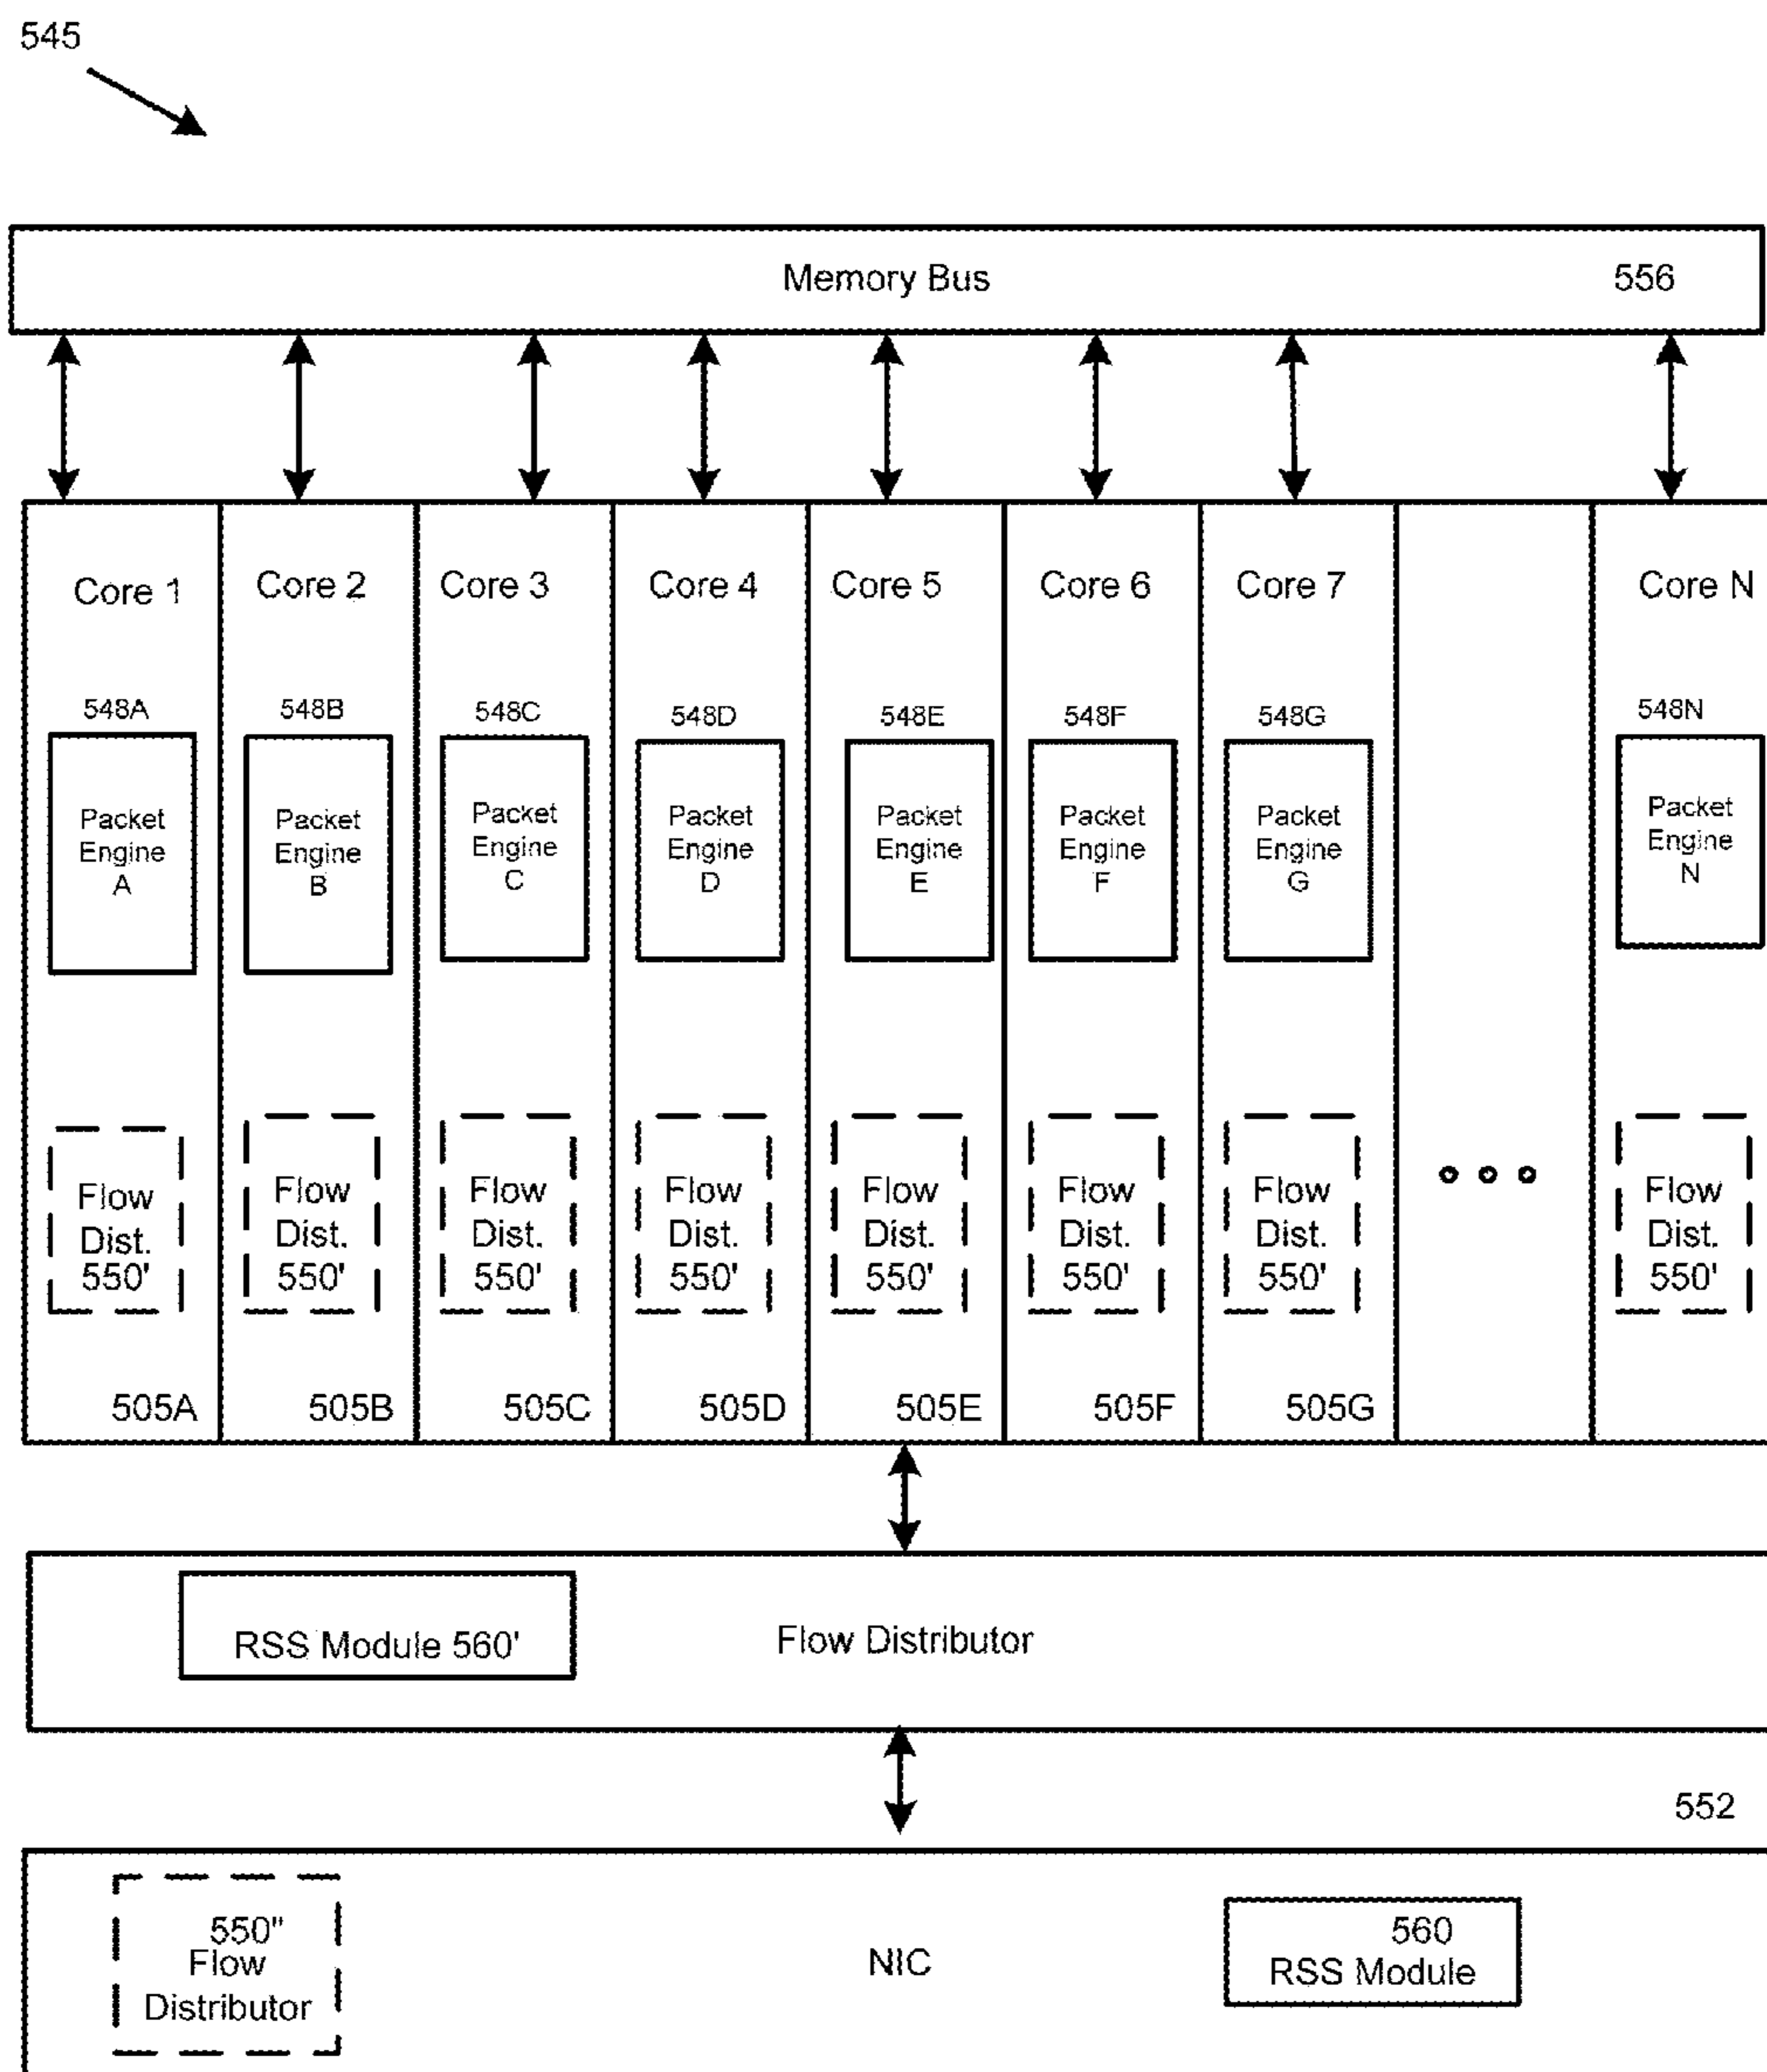 545
Memory Bus 556
Core 1 Core 2 Core 3 Core 4 Core 5 Core 6 Core 7 Core N
548A 548B 548C 548D 548E 548F 548G 548N
Packet Engine A
Packet Engine B
Packet Engine C
Packet Engine D
Packet Engine E
Packet Engine F
Packet Engine G
Packet Engine N
Flow Dist. 550'
Flow Dist. 550'
Flow Dist. 550'
Flow Dist. 550'
Flow Dist. 550'
Flow Dist. 550'
Flow Dist. 550'
Flow Dist. 550'
505A 505B 505C 505D 505E 505F 505G
RSS Module 560' Flow Distributor
552
550"
Flow
Distributor
NIC
560
RSS Module